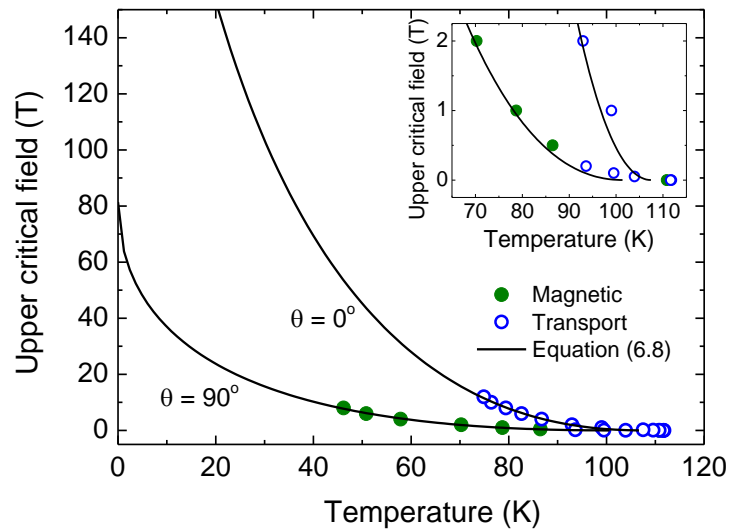 150
140
120
100
80
60
40
20
0
0 20 40 60 80 100 120
Upper critical field (T)
Temperature (K)
θ = 0°
θ = 90°
2
1
0
70 80 90 100 110
Upper critical field (T)
Temperature (K)
Magnetic
Transport
Equation (6.8)